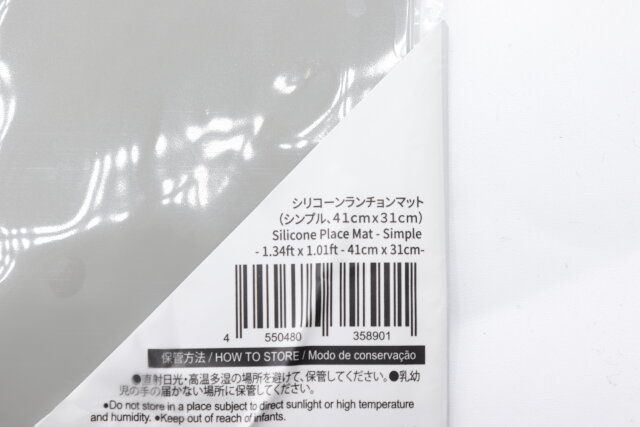 シリコーンランチョンマット
(シンプル、41cmx31cm)
Silicone Place Mat - Simple
- 1.34ft x 1.01ft - 41cm x 31cm-
4 550480 358901
保管方法 / HOW TO STORE / Modo de conservação
●直射日光・高温多湿の場所を避けて、保管してください。●乳幼
児の手の届かない場所に保管してください。
●Do not store in a place subject to direct sunlight or high temperature
and humidity. ●Keep out of reach of infants.